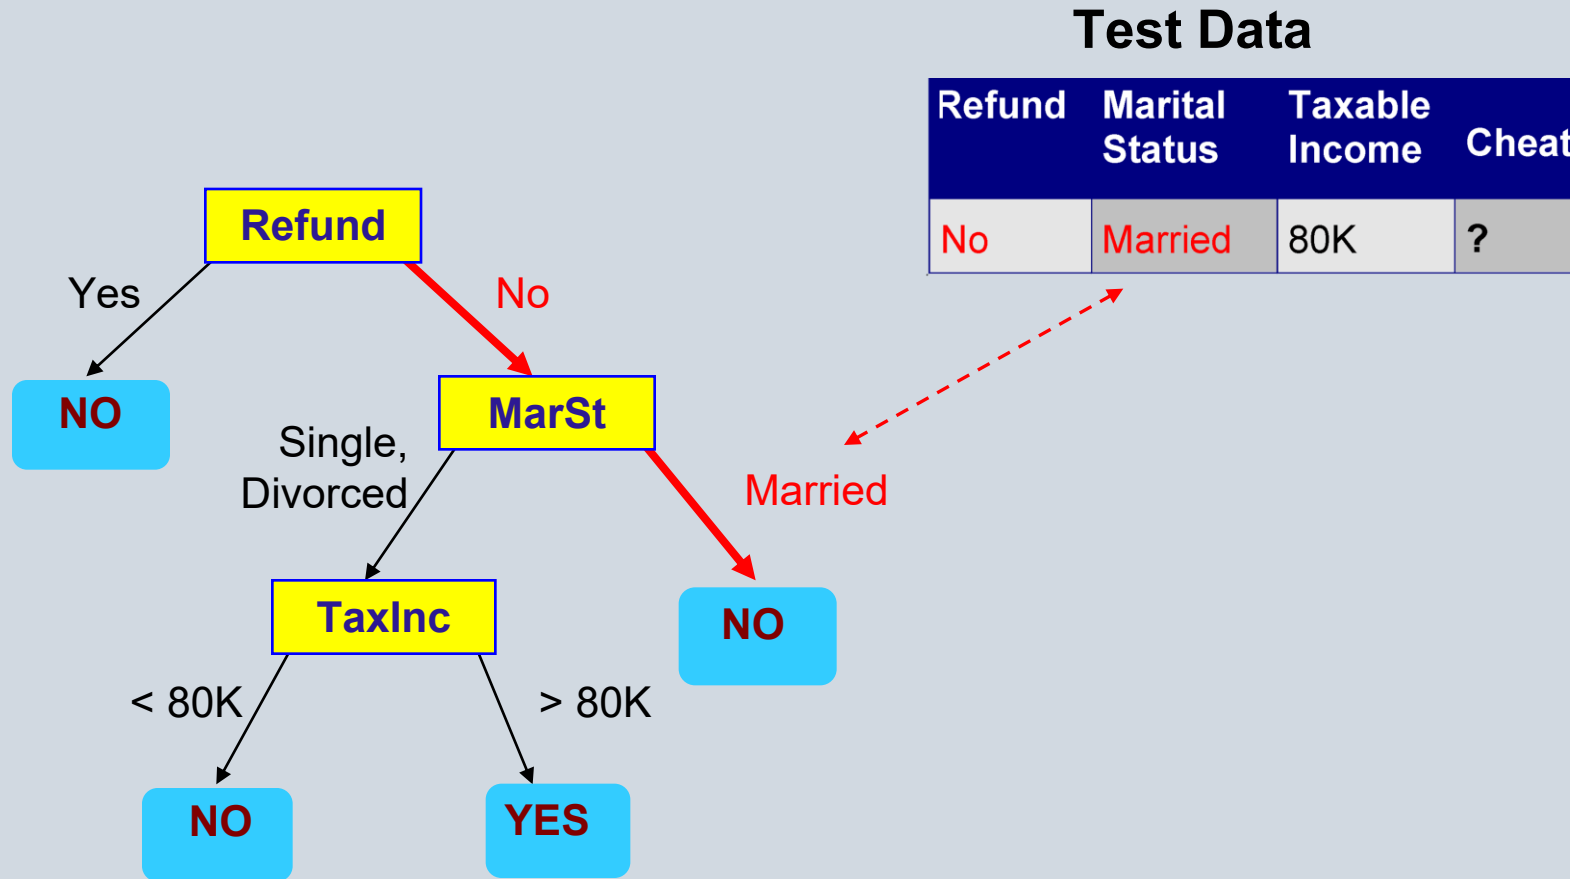 Test Data
Refund Marital Status Taxable Income Cheat
No Married 80K ?
Refund
Yes
No
NO
MarSt
Single,
Divorced
Married
TaxInc
NO
< 80K
> 80K
NO
YES